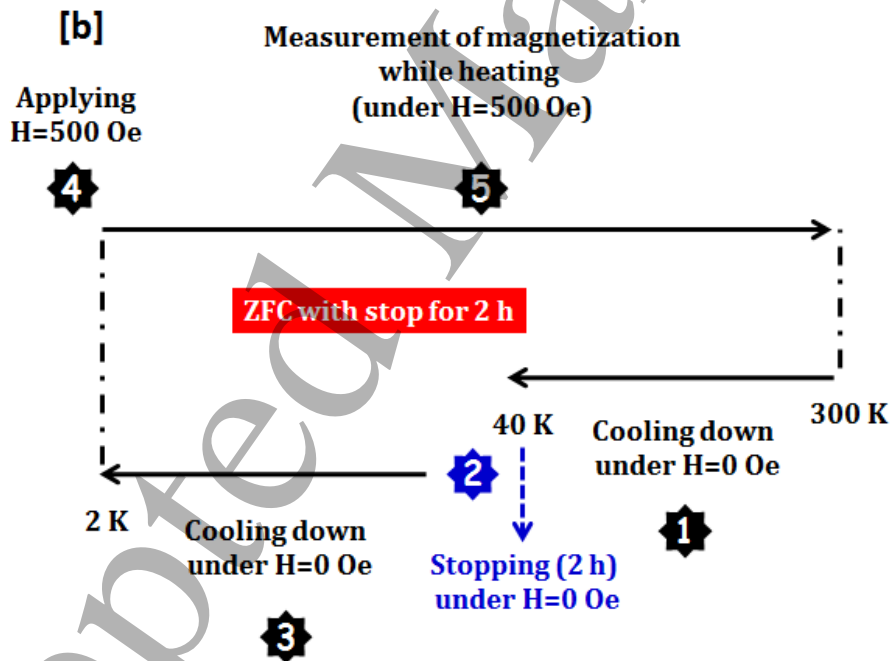 [b]
Measurement of magnetization
while heating
(under H=500 Oe)
Applying
H=500 Oe
4
5
ZFC with stop for 2 h
300 K
40 K
Cooling down
under H=0 Oe
2
1
2 K
Cooling down
under H=0 Oe
Stopping (2 h)
under H=0 Oe
3
pted Ma